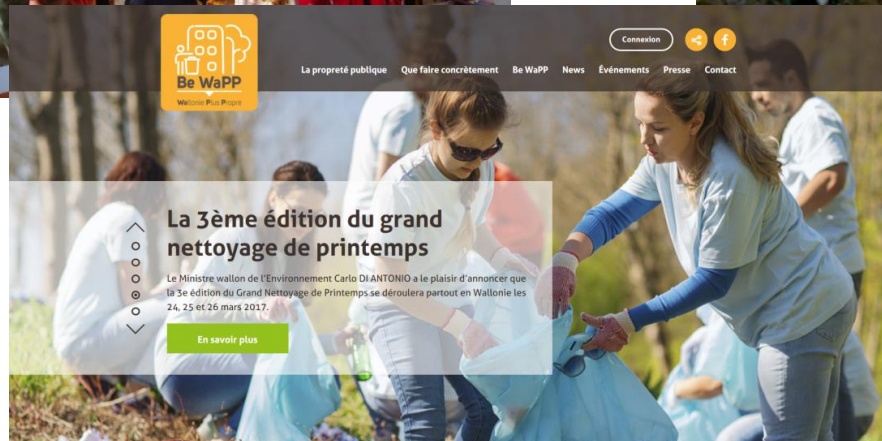 Be WaPP
Wallonie Plus Propre
Connexion
La propreté publique Que faire concrètement Be WaPP News Événements Presse Contact
La 3ème édition du grand
nettoyage de printemps
Le Ministre wallon de l'Environnement Carlo DI ANTONIO a le plaisir d'annoncer que
la 3e édition du Grand Nettoyage de Printemps se déroulera partout en Wallonie les
24, 25 et 26 mars 2017.
En savoir plus